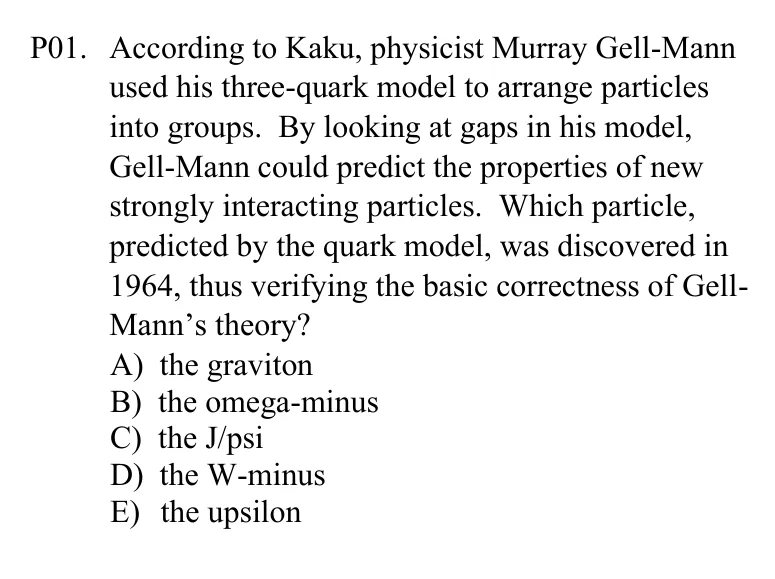 P01. According to Kaku, physicist Murray Gell-Mann
used his three-quark model to arrange particles
into groups. By looking at gaps in his model,
Gell-Mann could predict the properties of new
strongly interacting particles. Which particle,
predicted by the quark model, was discovered in
1964, thus verifying the basic correctness of Gell-
Mann’s theory?
A) the graviton
B) the omega-minus
C) the J/psi
D) the W-minus
E) the upsilon